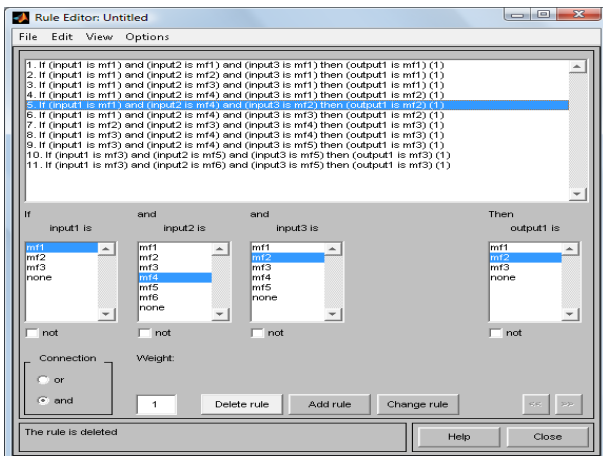 Rule Editor: Untitled
File Edit View Options
1. If (input1 is mf1) and (input2 is mf1) and (input3 is mf1) then (output1 is mf1) (1)
2. If (input1 is mf1) and (input2 is mf2) and (input3 is mf1) then (output1 is mf1) (1)
3. If (input1 is mf1) and (input2 is mf3) and (input3 is mf1) then (output1 is mf1) (1)
4. If (input1 is mf1) and (input2 is mf4) and (input3 is mf1) then (output1 is mf2) (1)
5. If (input1 is mf1) and (input2 is mf4) and (input3 is mf2) then (output1 is mf2) (1)
6. If (input1 is mf1) and (input2 is mf4) and (input3 is mf3) then (output1 is mf2) (1)
7. If (input1 is mf2) and (input2 is mf3) and (input3 is mf4) then (output1 is mf3) (1)
8. If (input1 is mf3) and (input2 is mf4) and (input3 is mf4) then (output1 is mf3) (1)
9. If (input1 is mf3) and (input2 is mf4) and (input3 is mf5) then (output1 is mf3) (1)
10. If (input1 is mf3) and (input2 is mf5) and (input3 is mf5) then (output1 is mf3) (1)
11. If (input1 is mf3) and (input2 is mf6) and (input3 is mf5) then (output1 is mf3) (1)
If and and Then
input1 is input2 is input3 is output1 is
mf1 mf1 mf1 mf1
mf2 mf2 mf2 mf2
mf3 mf3 mf3 mf3
none mf4 mf4 none
mf5 mf5
mf6 none
none
not not not not
Connection Weight:
or
and 1 Delete rule Add rule Change rule << >>
The rule is deleted Help Close